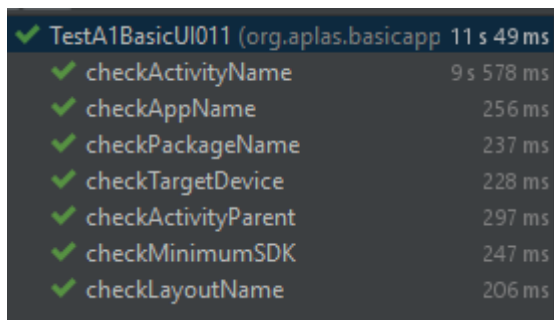 TestA1BasicUI011 (org.aplas.basicapp 11 s 49 ms
checkActivityName 9 s 578 ms
checkAppName 256 ms
checkPackageName 237 ms
checkTargetDevice 228 ms
checkActivityParent 297 ms
checkMinimumSDK 247 ms
checkLayoutName 206 ms